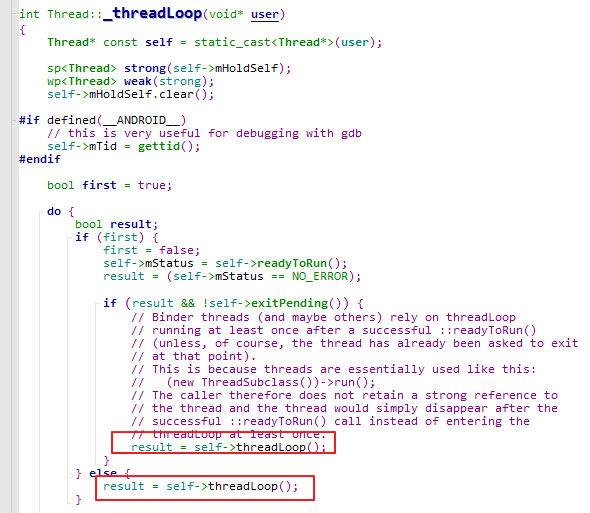 int Thread::_threadLoop(void* user)
{
    Thread* const self = static_cast<Thread*>(user);

    sp<Thread> strong(self->mHoldSelf);
    wp<Thread> weak(strong);
    self->mHoldSelf.clear();

#if defined(__ANDROID__)
    // this is very useful for debugging with gdb
    self->mTid = gettid();
#endif

    bool first = true;

    do {
        bool result;
        if (first) {
            first = false;
            self->mStatus = self->readyToRun();
            result = (self->mStatus == NO_ERROR);

            if (result && !self->exitPending()) {
                // Binder threads (and maybe others) rely on threadLoop
                // running at least once after a successful ::readyToRun()
                // (unless, of course, the thread has already been asked to exit
                // at that point).
                // This is because threads are essentially used like this:
                //   (new ThreadSubclass())->run();
                // The caller therefore does not retain a strong reference to
                // the thread and the thread would simply disappear after the
                // successful ::readyToRun() call instead of entering the
                // threadLoop at least once.
                result = self->threadLoop();
            }
        } else {
            result = self->threadLoop();
        }